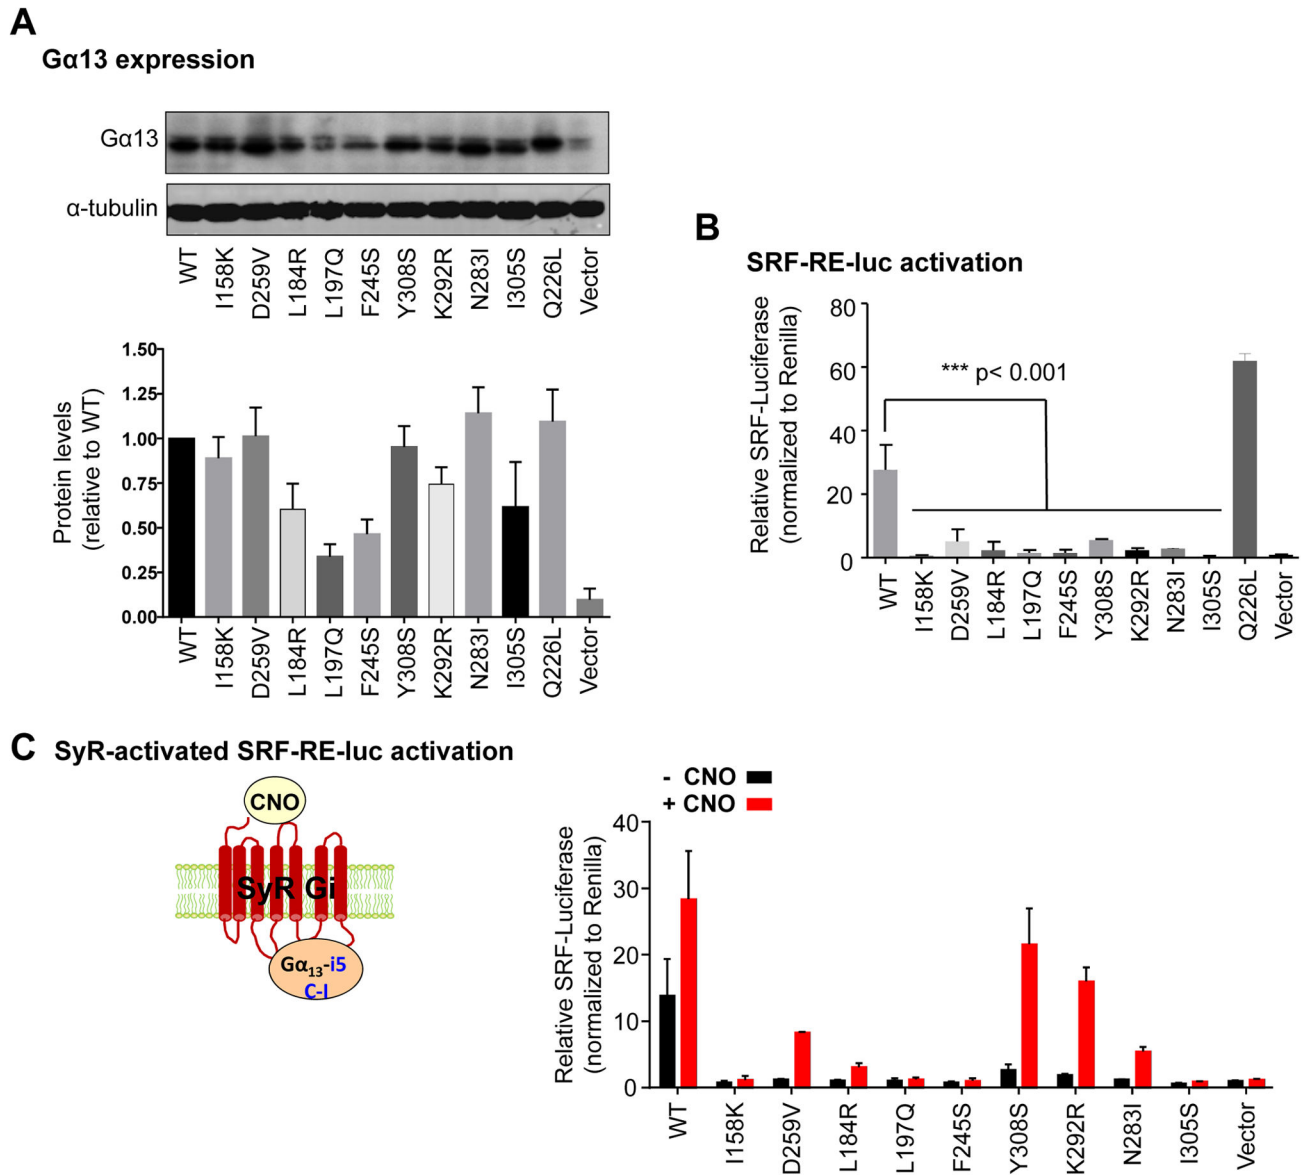 A
Gα13 expression
Gα13
α-tubulin
WT
I158K
D259V
L184R
L197Q
F245S
Y308S
K292R
N283I
I305S
Q226L
Vector
Protein levels
(relative to WT)
1.50
1.25
1.00
0.75
0.50
0.25
0.00
WT
I158K
D259V
L184R
L197Q
F245S
Y308S
K292R
N283I
I305S
Q226L
Vector
B
SRF-RE-luc activation
Relative SRF-Luciferase
(normalized to Renilla)
80
60
40
20
0
*** p< 0.001
WT
I158K
D259V
L184R
L197Q
F245S
Y308S
K292R
N283I
I305S
Q226L
Vector
C SyR-activated SRF-RE-luc activation
CNO
SyR Gi
Gα13-i5
C-I
- CNO
+ CNO
Relative SRF-Luciferase
(normalized to Renilla)
40
30
20
10
0
WT
I158K
D259V
L184R
L197Q
F245S
Y308S
K292R
N283I
I305S
Vector